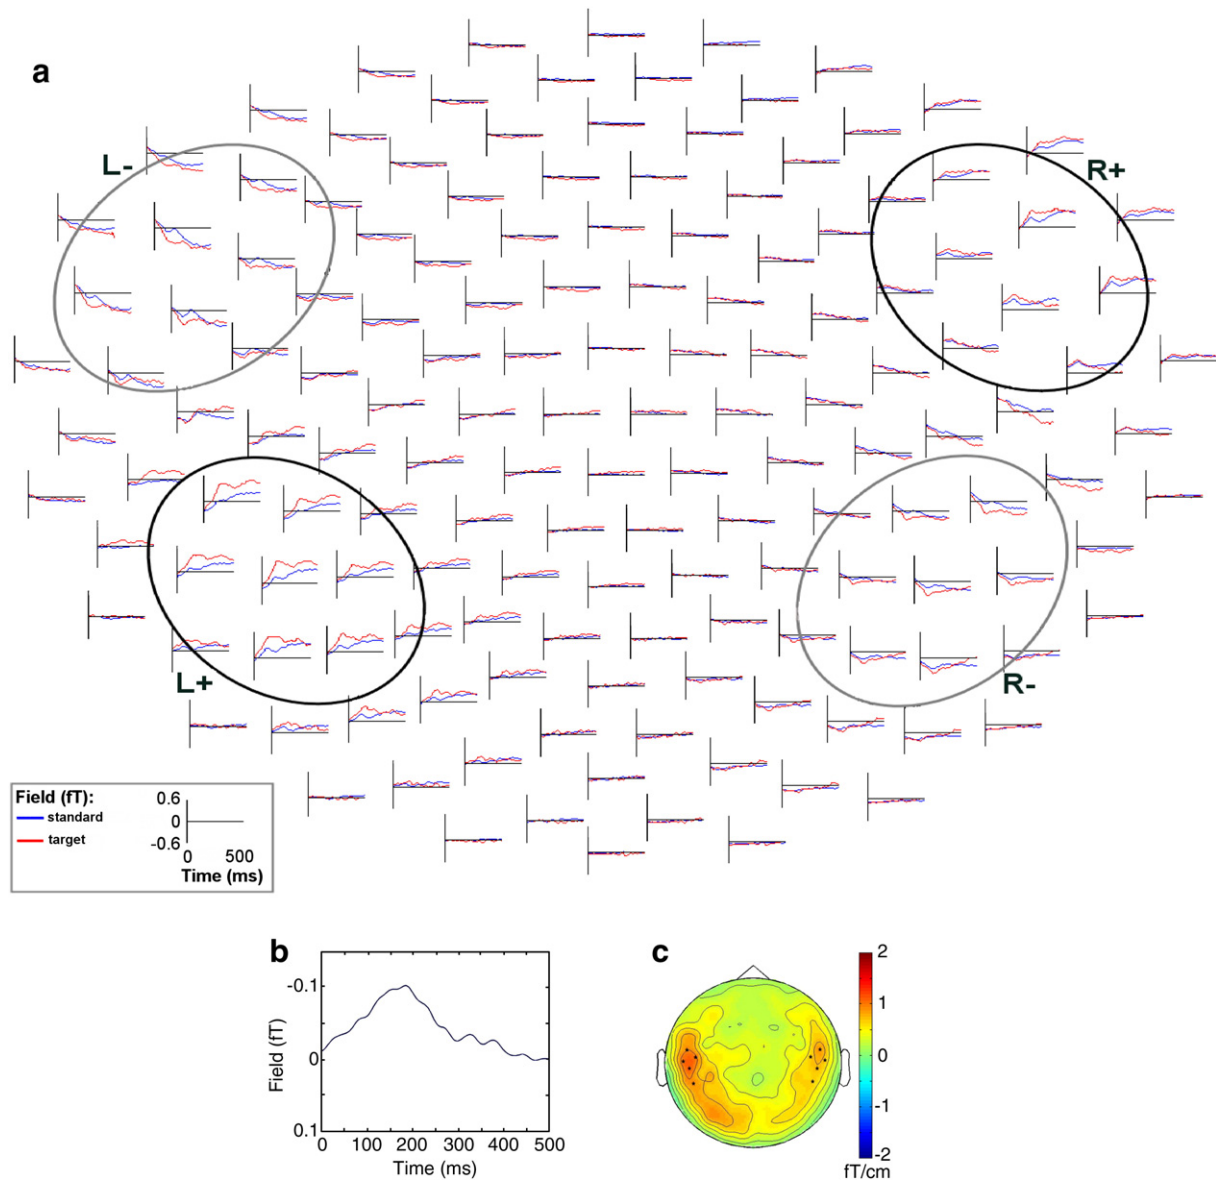 a
L-
R+
L+
R-
Field (fT):
standard
target
0.6
0
-0.6
0 500
Time (ms)
b
-0.1
0
0.1
Field (fT)
0 100 200 300 400 500
Time (ms)
c
2
1
0
-1
-2
fT/cm